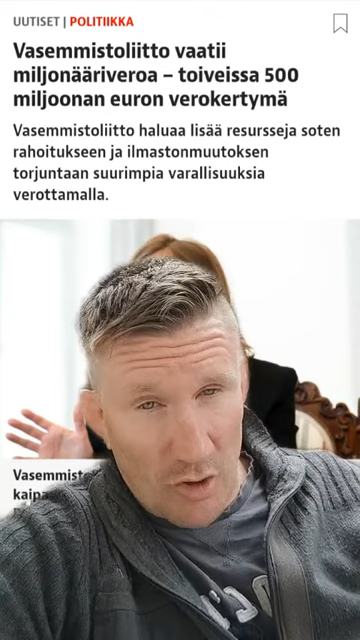 UUTISET | POLITIIKKA
Vasemmistoliitto vaatii
miljonääriveroa – toiveissa 500
miljoonan euron verokertymä
Vasemmistoliitto haluaa lisää resursseja soten
rahoitukseen ja ilmastonmuutoksen
torjuntaan suurimpia varallisuuksia
verottamalla.